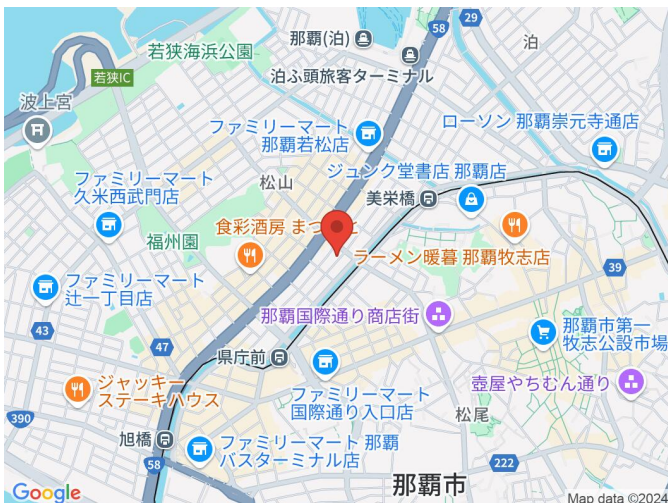 58
29
那覇(泊)
泊
若狭海浜公園
泊ふ頭旅客ターミナル
若狭IC
波上宮
ファミリーマート
那覇若松店
ローソン 那覇崇元寺通店
松山
ジュンク堂書店 那覇店
ファミリーマート
久米西武門店
美栄橋
食彩酒房 まつ
と
福州園
ラーメン暖暮 那覇牧志店
ファミリーマート
辻一丁目店
39
那覇国際通り商店街
43
47
那覇市第一
牧志公設市場
県庁前
ジャッキー
ステーキハウス
ファミリーマート
国際通り入口店
壺屋やちむん通り
松尾
390
旭橋
ファミリーマート 那覇
バスターミナル店
58
222
那覇市
Google
Map data ©2024